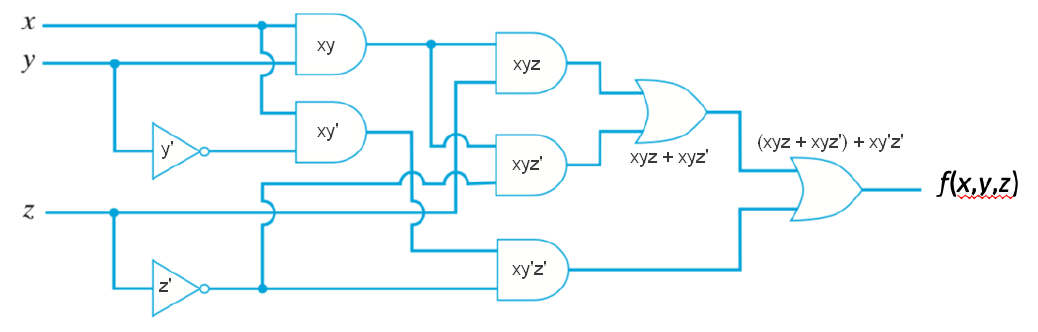 x
y
z
xy
xy'
y'
z'
xyz
xyz'
xy'z'
xyz + xyz'
(xyz + xyz') + xy'z'
f(x,y,z)